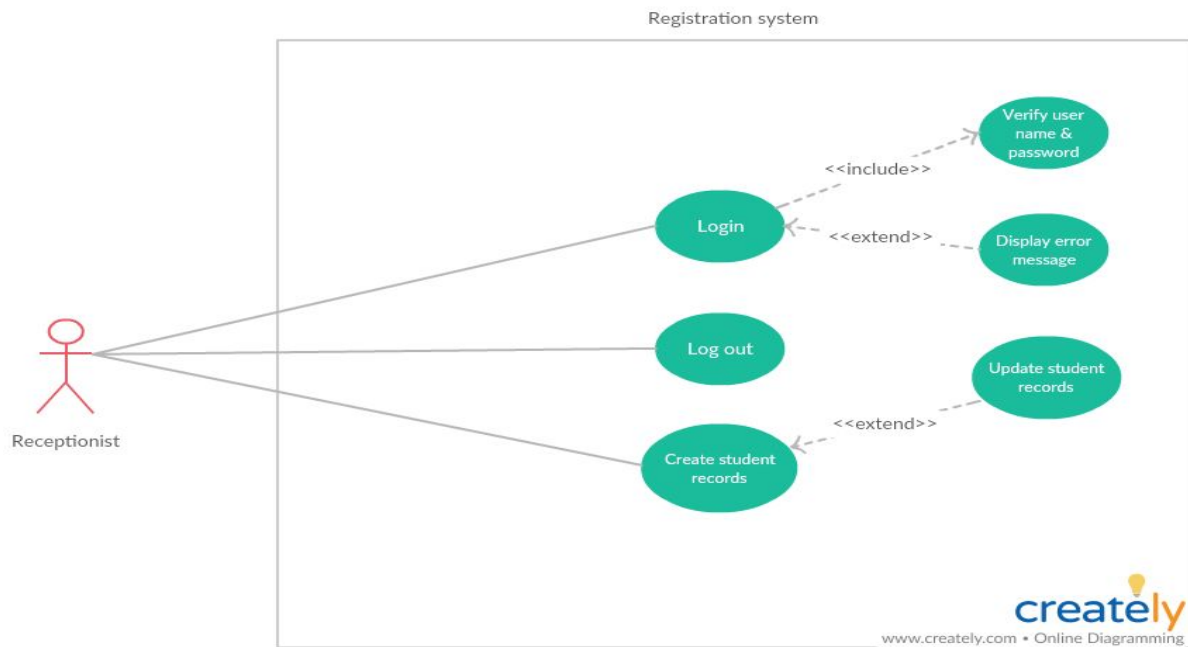 Registration system
Verify user
name &
password
<<include>>
Login
<<extend>>
Display error
message
Log out
Update student
records
<<extend>>
Receptionist
Create student
records
creately
www.creately.com • Online Diagramming